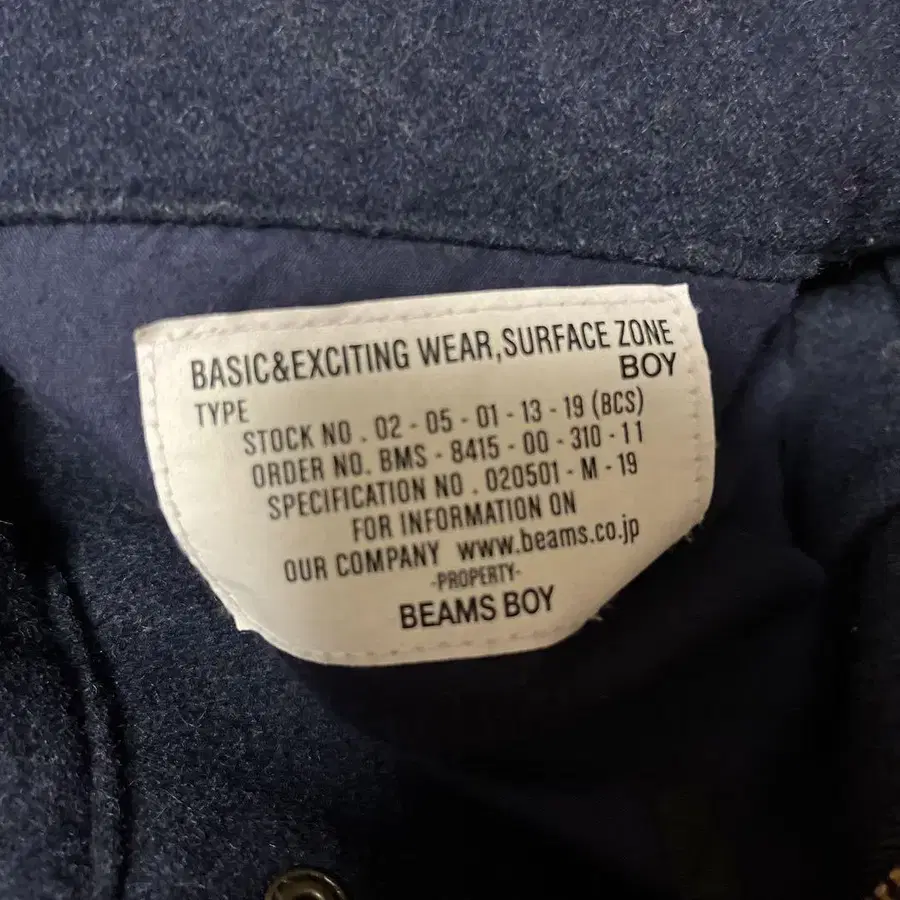 BASIC&EXCITING WEAR,SURFACE ZONE
BOY
TYPE
STOCK NO . 02 - 05 - 01 - 13 - 19 (BCS)
ORDER NO. BMS - 8415 - 00 - 310 - 11
SPECIFICATION NO . 020501 - M - 19
FOR INFORMATION ON
OUR COMPANY www.beams.co.jp
-PROPERTY-
BEAMS BOY